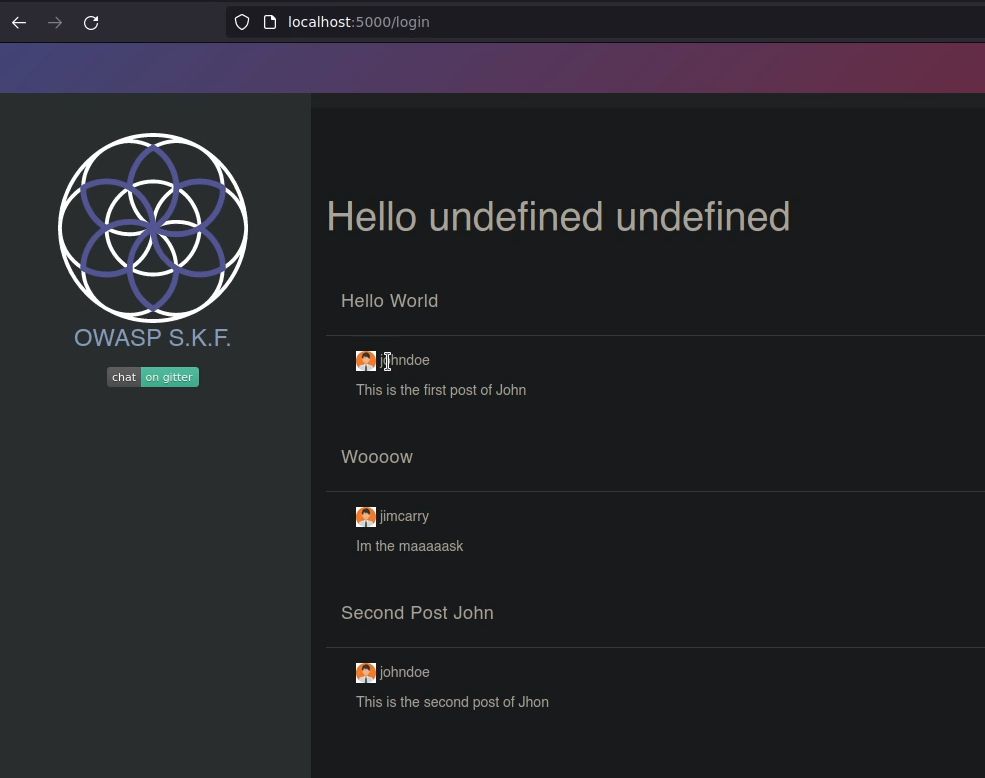 localhost:5000/login
OWASP S.K.F.
chat on gitter
Hello undefined undefined
Hello World
johndoe
This is the first post of John
Woooow
jimcarry
Im the maaaaask
Second Post John
johndoe
This is the second post of Jhon